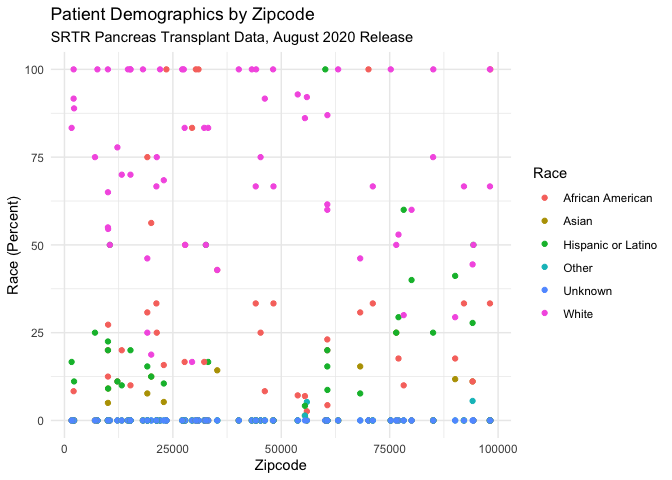 Patient Demographics by Zipcode
SRTR Pancreas Transplant Data, August 2020 Release
100
75
50
25
0
Race (Percent)
0 25000 50000 75000 100000
Zipcode
Race
African American
Asian
Hispanic or Latino
Other
Unknown
White